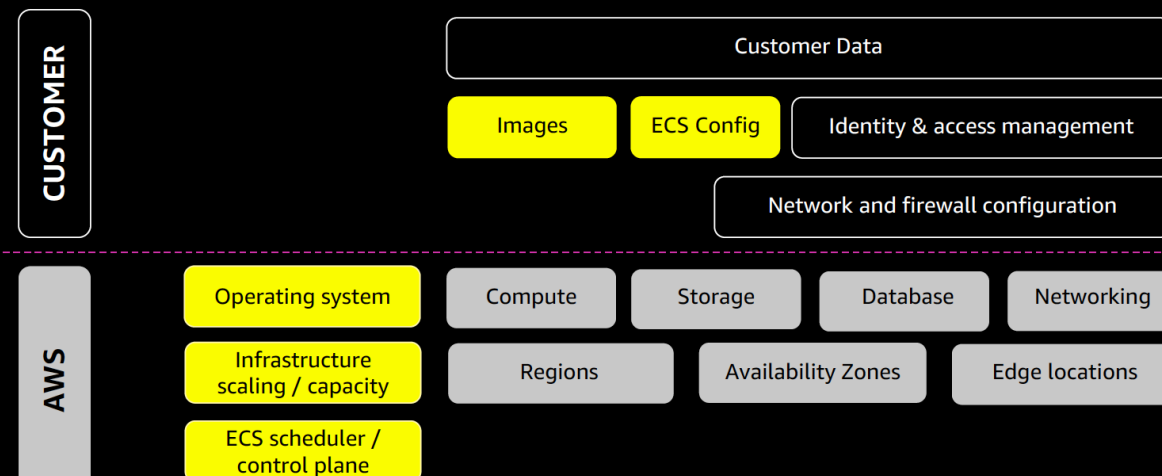 CUSTOMER
Customer Data
Images
ECS Config
Identity & access management
Network and firewall configuration
AWS
Operating system
Compute
Storage
Database
Networking
Infrastructure
scaling / capacity
Regions
Availability Zones
Edge locations
ECS scheduler /
control plane